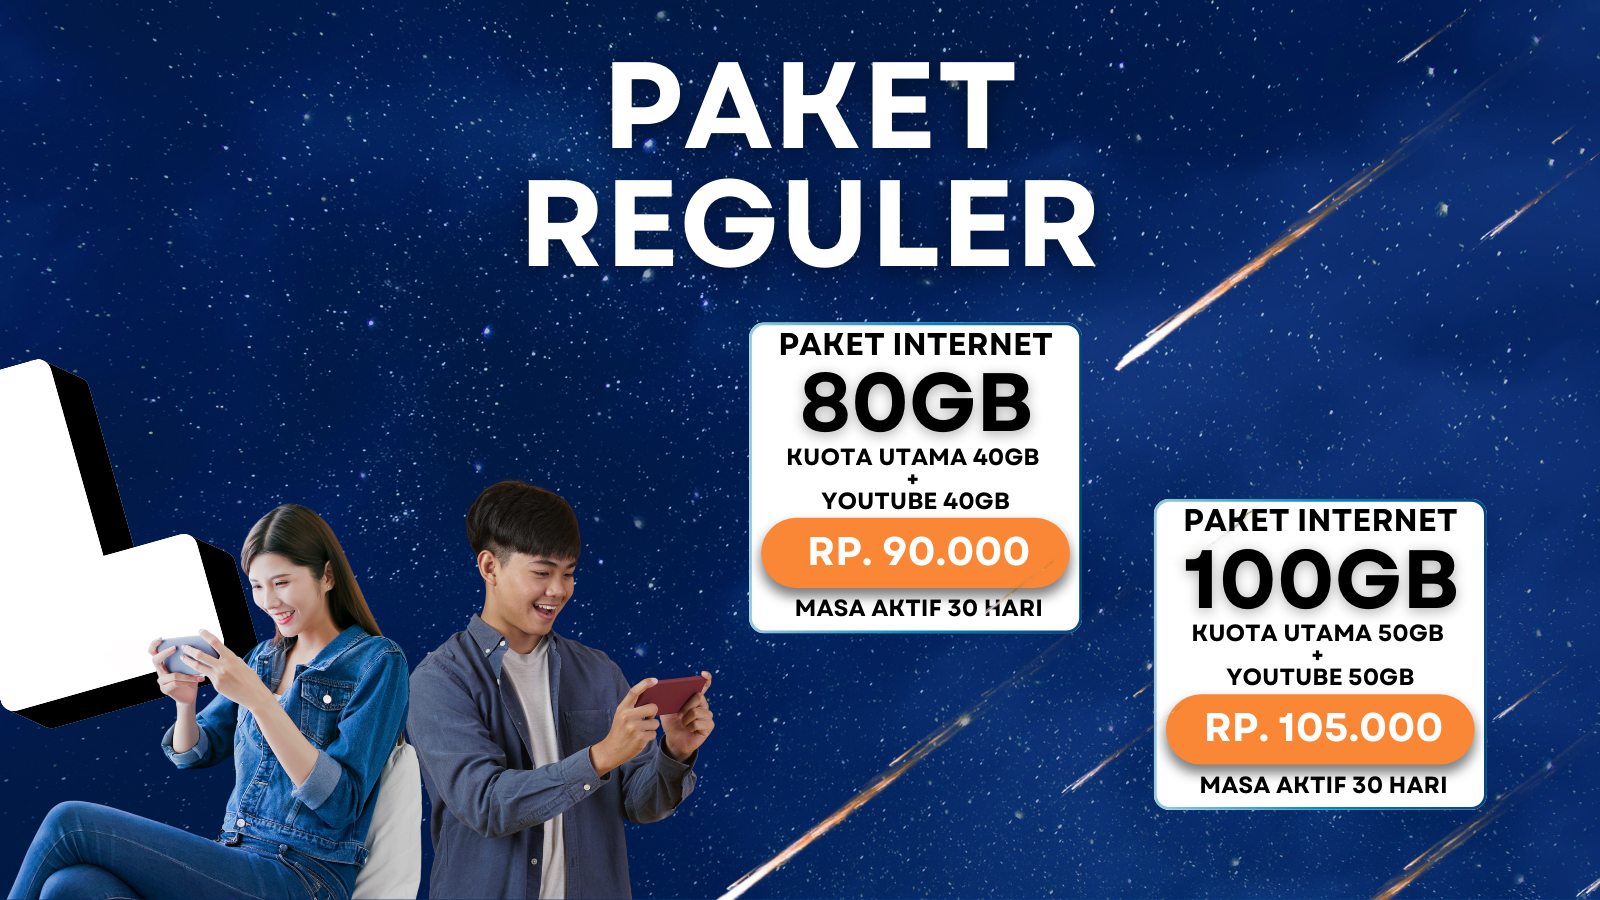 PAKET
REGULER
PAKET INTERNET
80GB
KUOTA UTAMA 40GB
+
YOUTUBE 40GB
RP. 90.000
MASA AKTIF 30 HARI
PAKET INTERNET
100GB
KUOTA UTAMA 50GB
+
YOUTUBE 50GB
RP. 105.000
MASA AKTIF 30 HARI